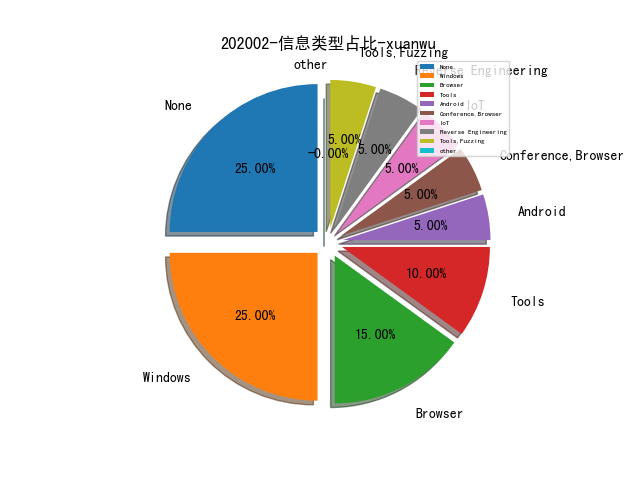 202002-信息类型占比-xuanwu
Tools,Fuzzing
other
Reverse Engineering
None
IoT
Conference,Browser
Android
Tools
Browser
Windows
None
Windows
Browser
Tools
Android
Conference,Browser
IoT
Reverse Engineering
Tools,Fuzzing
other
5.00%
-0.00%
5.00%
25.00%
5.00%
5.00%
5.00%
10.00%
25.00%
15.00%